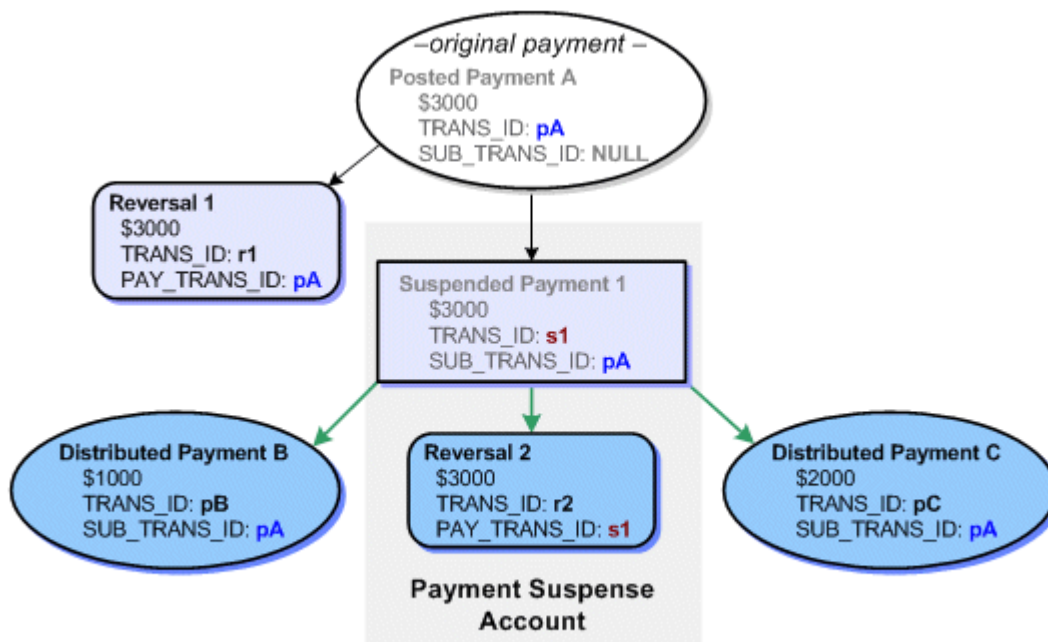 –original payment –
Posted Payment A
$3000
TRANS_ID: pA
SUB_TRANS_ID: NULL
Reversal 1
$3000
TRANS_ID: r1
PAY_TRANS_ID: pA
Suspended Payment 1
$3000
TRANS_ID: s1
SUB_TRANS_ID: pA
Distributed Payment B
$1000
TRANS_ID: pB
SUB_TRANS_ID: pA
Reversal 2
$3000
TRANS_ID: r2
PAY_TRANS_ID: s1
Distributed Payment C
$2000
TRANS_ID: pC
SUB_TRANS_ID: pA
Payment Suspense
Account